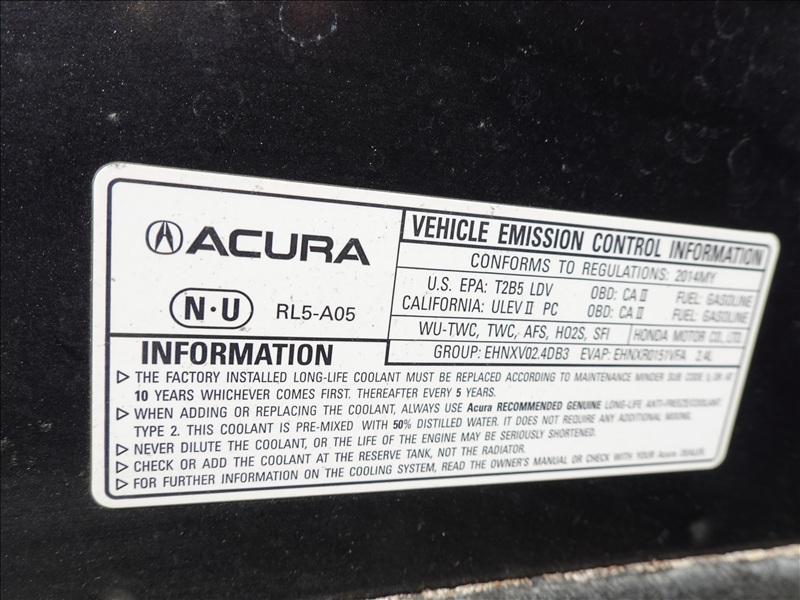 ACURA
N·U RL5-A05
VEHICLE EMISSION CONTROL INFORMATION
CONFORMS TO REGULATIONS: 2014MY
U.S. EPA: T2B5 LDV OBD: CA II FUEL: GASOLINE
CALIFORNIA: ULEV II PC OBD: CA II FUEL: GASOLINE
WU-TWC, TWC, AFS, HO2S, SFI HONDA MOTOR CO., LTD.
GROUP: EHNXV02.4DB3 EVAP: EHNXR0151VFA 2.4L
INFORMATION
▷ THE FACTORY INSTALLED LONG-LIFE COOLANT MUST BE REPLACED ACCORDING TO MAINTENANCE MINDER SUB CODE 5, OR AT
10 YEARS WHICHEVER COMES FIRST. THEREAFTER EVERY 5 YEARS.
▷ WHEN ADDING OR REPLACING THE COOLANT, ALWAYS USE Acura RECOMMENDED GENUINE LONG-LIFE ANTI-FREEZE/COOLANT
TYPE 2. THIS COOLANT IS PRE-MIXED WITH 50% DISTILLED WATER. IT DOES NOT REQUIRE ANY ADDITIONAL MIXING.
▷ NEVER DILUTE THE COOLANT, OR THE LIFE OF THE ENGINE MAY BE SERIOUSLY SHORTENED.
▷ CHECK OR ADD THE COOLANT AT THE RESERVE TANK, NOT THE RADIATOR.
▷ FOR FURTHER INFORMATION ON THE COOLING SYSTEM, READ THE OWNER'S MANUAL OR CHECK WITH YOUR Acura DEALER.